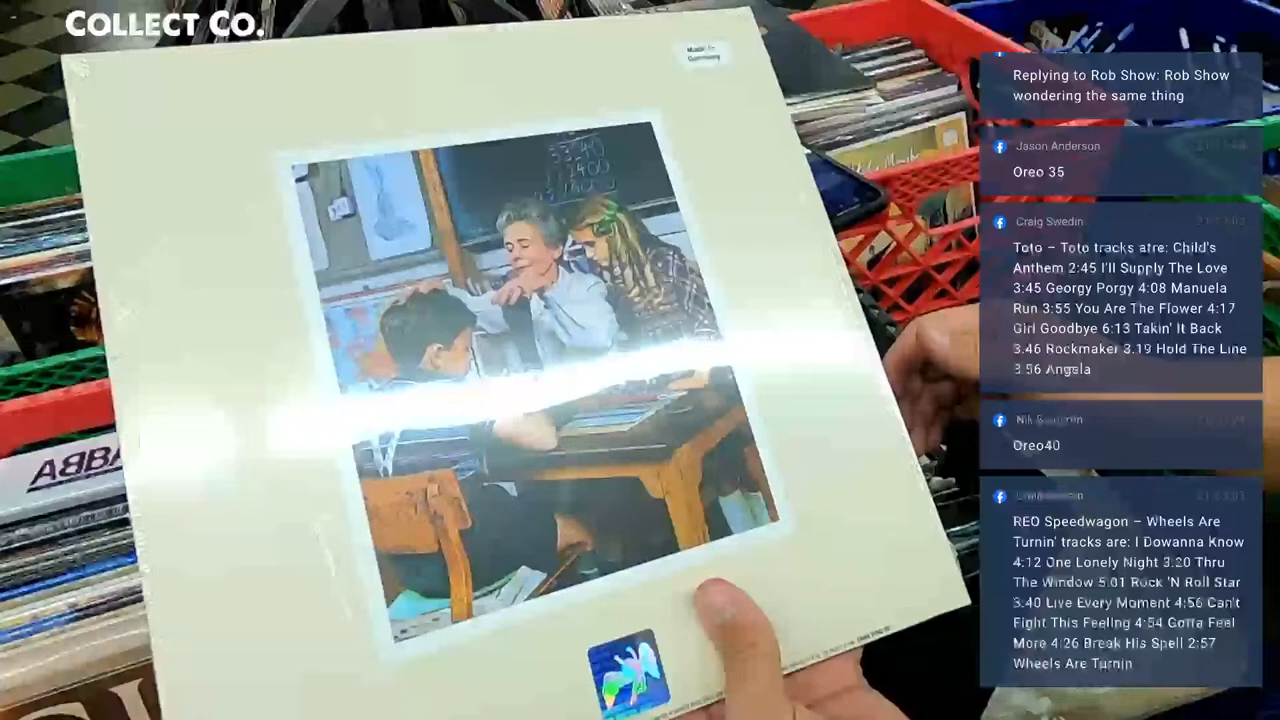 COLLECT CO.
Made In
Germany
ABBA
Replying to Rob Show: Rob Show
wondering the same thing
Jason Anderson
Oreo 35
Craig Swedin
Toto – Toto tracks atre: Child's
Anthem 2:45 I'll Supply The Love
3:45 Georgy Porgy 4:08 Manuela
Run 3:55 You Are The Flower 4:17
Girl Goodbye 6:13 Takin' It Back
3.46 Rockmaker 3.19 Hold The Line
3.56 Angela
Nik
Oreo40
REO Speedwagon – Wheels Are
Turnin' tracks are: I Dowanna Know
4:12 One Lonely Night 3:20 Thru
The Window 5:01 Rock 'N Roll Star
3:40 Live Every Moment 4:56 Can't
Fight This Feeling 4:54 Gotta Feel
More 4:26 Break His Spell 2:57
Wheels Are Turnin